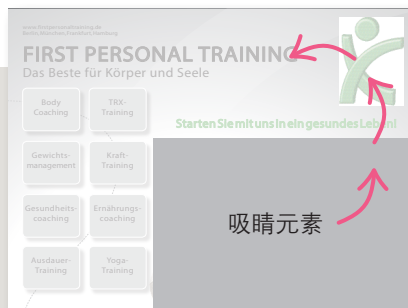 www.firstpersonaltraining.de
Berlin, München, Frankfurt, Hamburg
FIRST PERSONAL TRAINING
Das Beste für Körper und Seele
Body
Coaching
TRX-
Training
Starten Sie mit uns in ein gesundes Leben!
Gewichts-
management
Kraft-
Training
Gesundheits-
coaching
Ernährungs-
coaching
吸睛元素
Ausdauer-
Training
Yoga-
Training